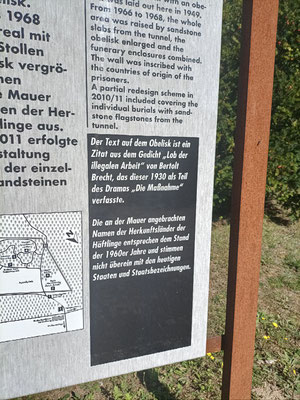 with an obe-
was laid out here in 1949.
From 1966 to 1968, the whole
area was raised by sandstone
slabs from the tunnel, the
obelisk enlarged and the
funerary enclosures combined.
The wall was inscribed with
the countries of origin of the
prisoners.
A partial redesign scheme in
2010/11 included covering the
individual burials with sand-
stone flagstones from the
tunnel.
1968
real mit
Stollen
sk vergrö-
nen
e Mauer
en der Her-
linge aus.
011 erfolgte
staltung
der einzel-
andsteinen
Der Text auf dem Obelisk ist ein
Zitat aus dem Gedicht „Lob der
illegalen Arbeit“ von Bertolt
Brecht, das dieser 1930 als Teil
des Dramas „Die Maßnahme“
verfasste.
Die an der Mauer angebrachten
Namen der Herkunftsländer der
Häftlinge entsprechen dem Stand
der 1960er Jahre und stimmen
nicht überein mit den heutigen
Staaten und Staatsbezeichnungen.